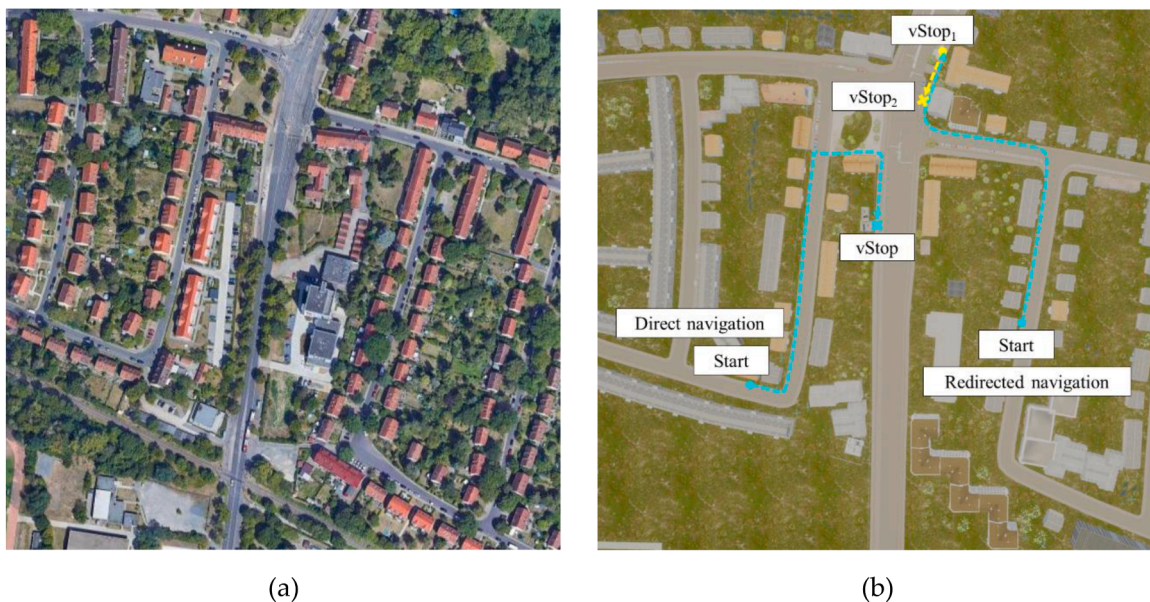 vStop₁
vStop₂
vStop
Direct navigation
Start
Start
Redirected navigation
(a)
(b)